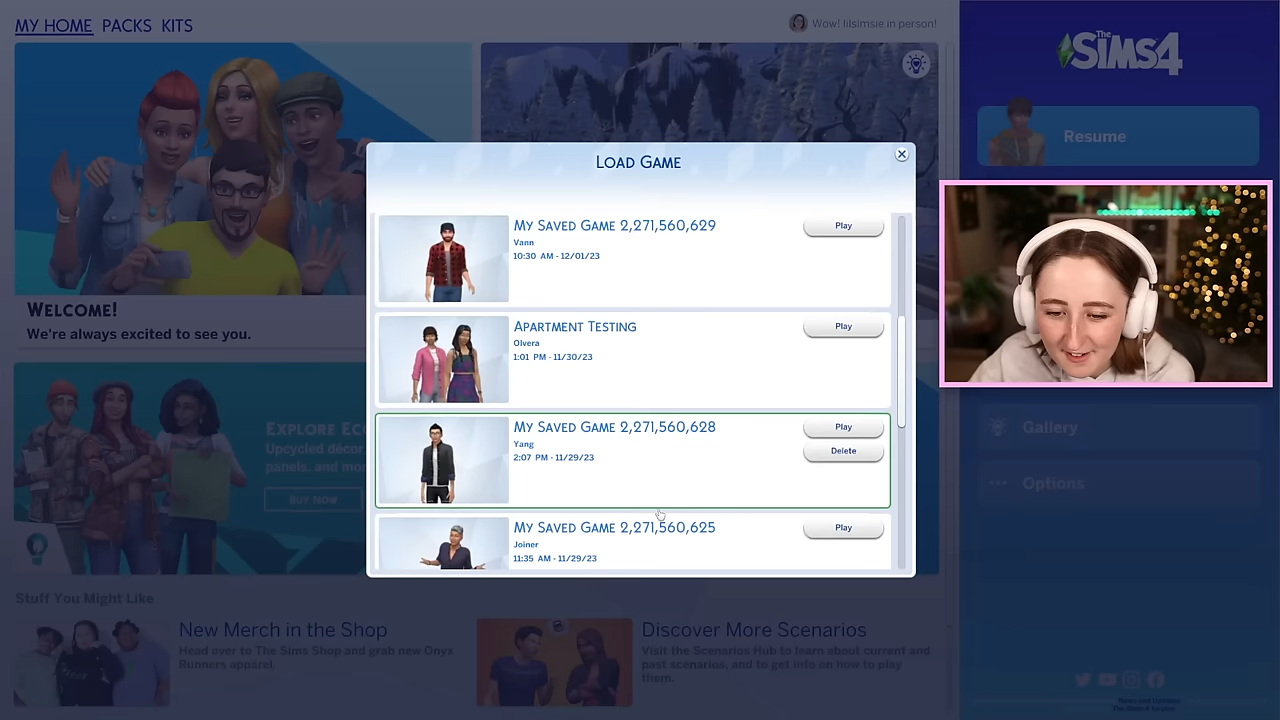 MY HOME PACKS KITS
Wow! lilsimsie in person!
The SiMS 4
Resume
LOAD GAME
MY SAVED GAME 2,271,560,629
Vann
10:30 AM - 12/01/23
Play
APARTMENT TESTING
Olvera
1:01 PM - 11/30/23
Play
MY SAVED GAME 2,271,560,628
Yang
2:07 PM - 11/29/23
Play
Delete
MY SAVED GAME 2,271,560,625
Joiner
11:35 AM - 11/29/23
Play
WELCOME!
We're always excited to see you.
EXPLORE
Upcycled
panels, and
BUY NOW
Gallery
Options
Stuff You Might Like
New Merch in the Shop
Head over to The Sims Shop and grab new Onyx
Runners apparel.
Discover More Scenarios
Visit the Scenarios Hub to learn about current and
past scenarios, and to get info on how to play
them.